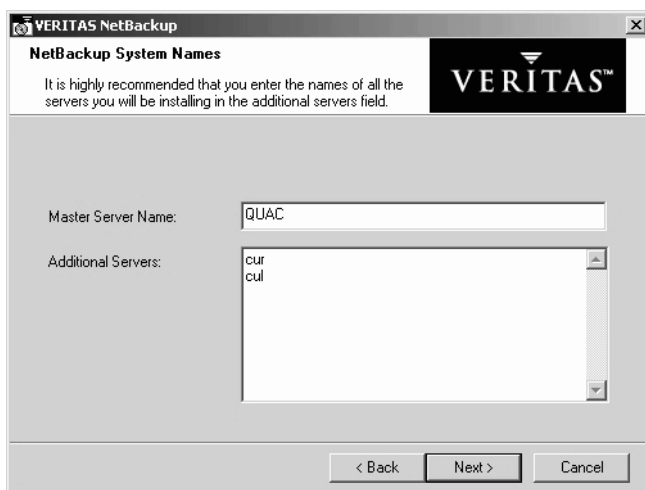 VERITAS NetBackup
NetBackup System Names
It is highly recommended that you enter the names of all the
servers you will be installing in the additional servers field.
VERITAS™
Master Server Name:
QUAC
Additional Servers:
cur
cul
< Back
Next >
Cancel